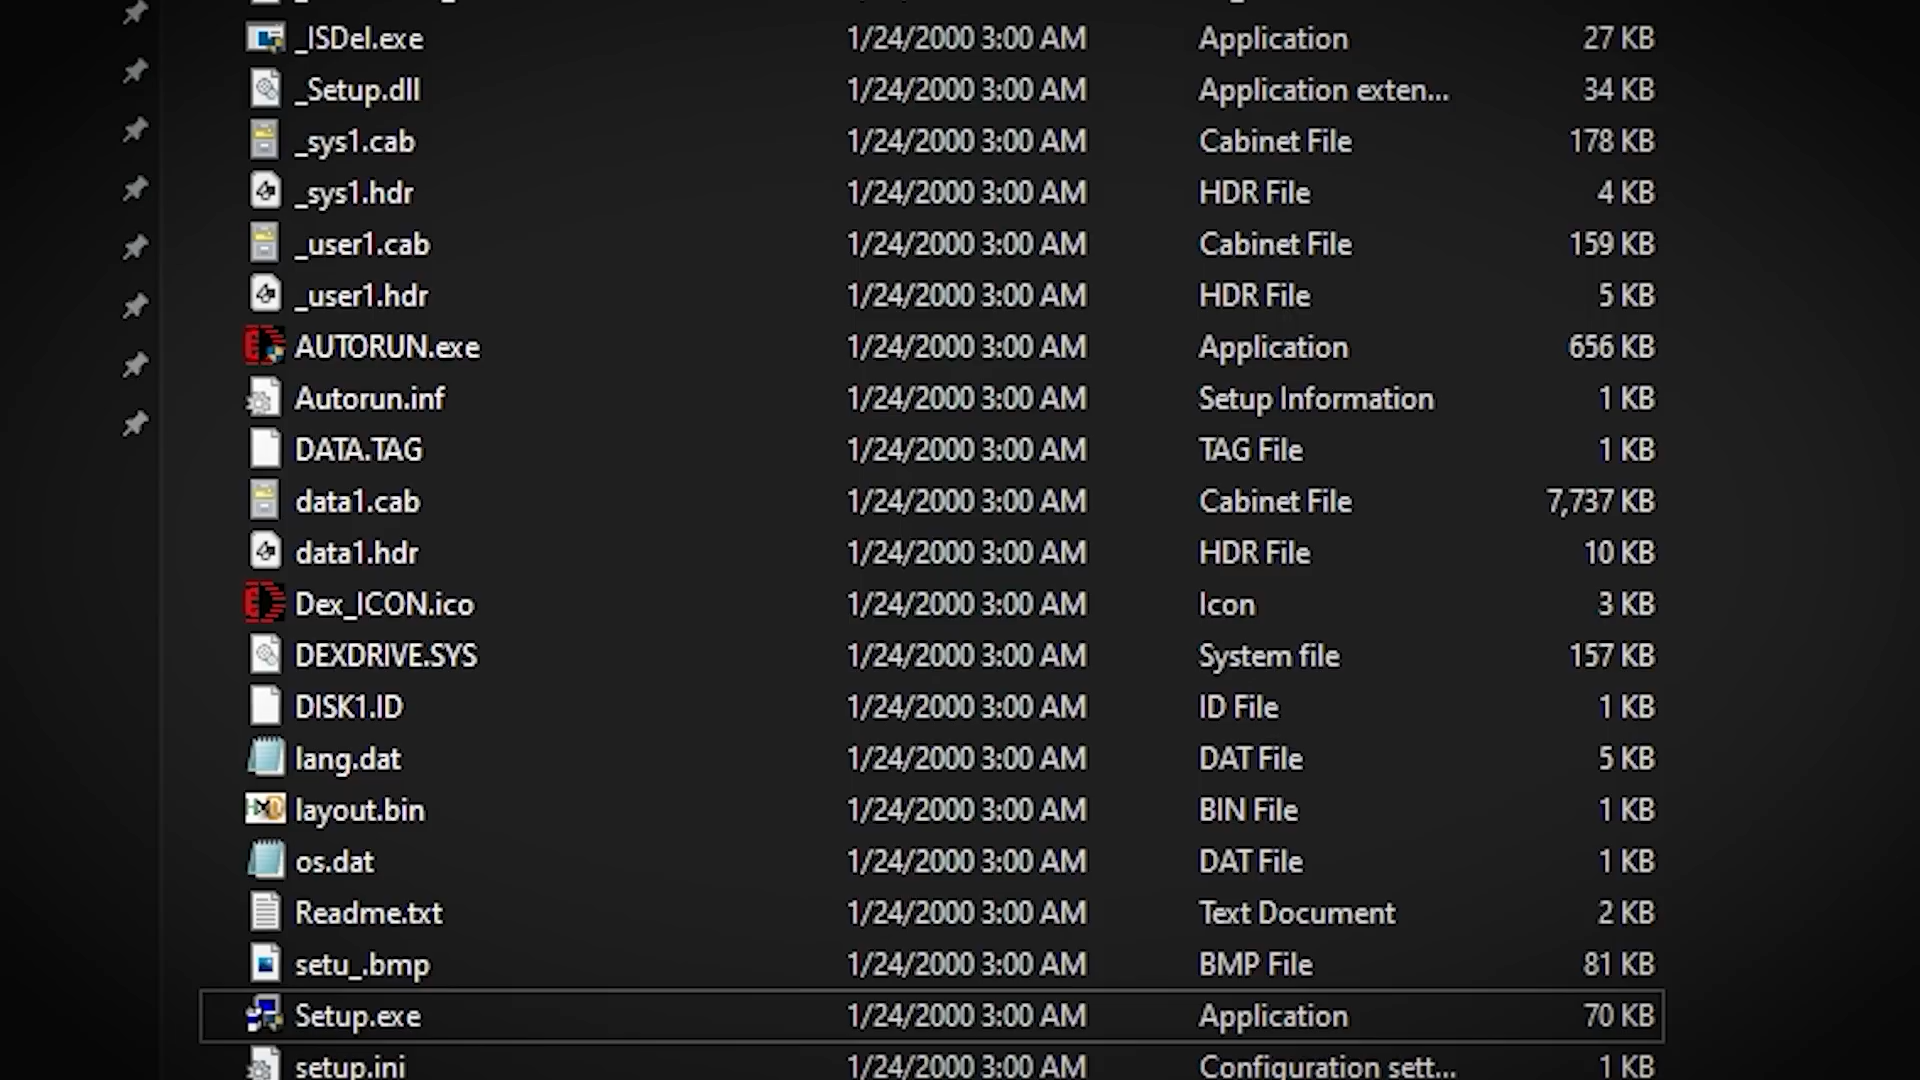 _ISDel.exe 1/24/2000 3:00 AM Application 27 KB
_Setup.dll 1/24/2000 3:00 AM Application exten... 34 KB
_sys1.cab 1/24/2000 3:00 AM Cabinet File 178 KB
_sys1.hdr 1/24/2000 3:00 AM HDR File 4 KB
_user1.cab 1/24/2000 3:00 AM Cabinet File 159 KB
_user1.hdr 1/24/2000 3:00 AM HDR File 5 KB
AUTORUN.exe 1/24/2000 3:00 AM Application 656 KB
Autorun.inf 1/24/2000 3:00 AM Setup Information 1 KB
DATA.TAG 1/24/2000 3:00 AM TAG File 1 KB
data1.cab 1/24/2000 3:00 AM Cabinet File 7,737 KB
data1.hdr 1/24/2000 3:00 AM HDR File 10 KB
Dex_ICON.ico 1/24/2000 3:00 AM Icon 3 KB
DEXDRIVE.SYS 1/24/2000 3:00 AM System file 157 KB
DISK1.ID 1/24/2000 3:00 AM ID File 1 KB
lang.dat 1/24/2000 3:00 AM DAT File 5 KB
layout.bin 1/24/2000 3:00 AM BIN File 1 KB
os.dat 1/24/2000 3:00 AM DAT File 1 KB
Readme.txt 1/24/2000 3:00 AM Text Document 2 KB
setu_.bmp 1/24/2000 3:00 AM BMP File 81 KB
Setup.exe 1/24/2000 3:00 AM Application 70 KB
setup.ini 1/24/2000 3:00 AM Configuration sett... 1 KB